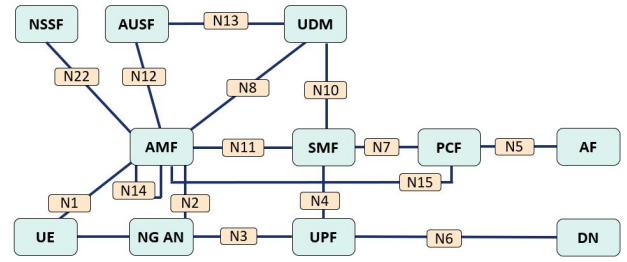 NSSF
AUSF
N13
UDM
N22
N12
N8
N10
AMF
N11
SMF
N7
PCF
N5
AF
N14
N15
N1
N2
N4
UE
NG AN
N3
UPF
N6
DN